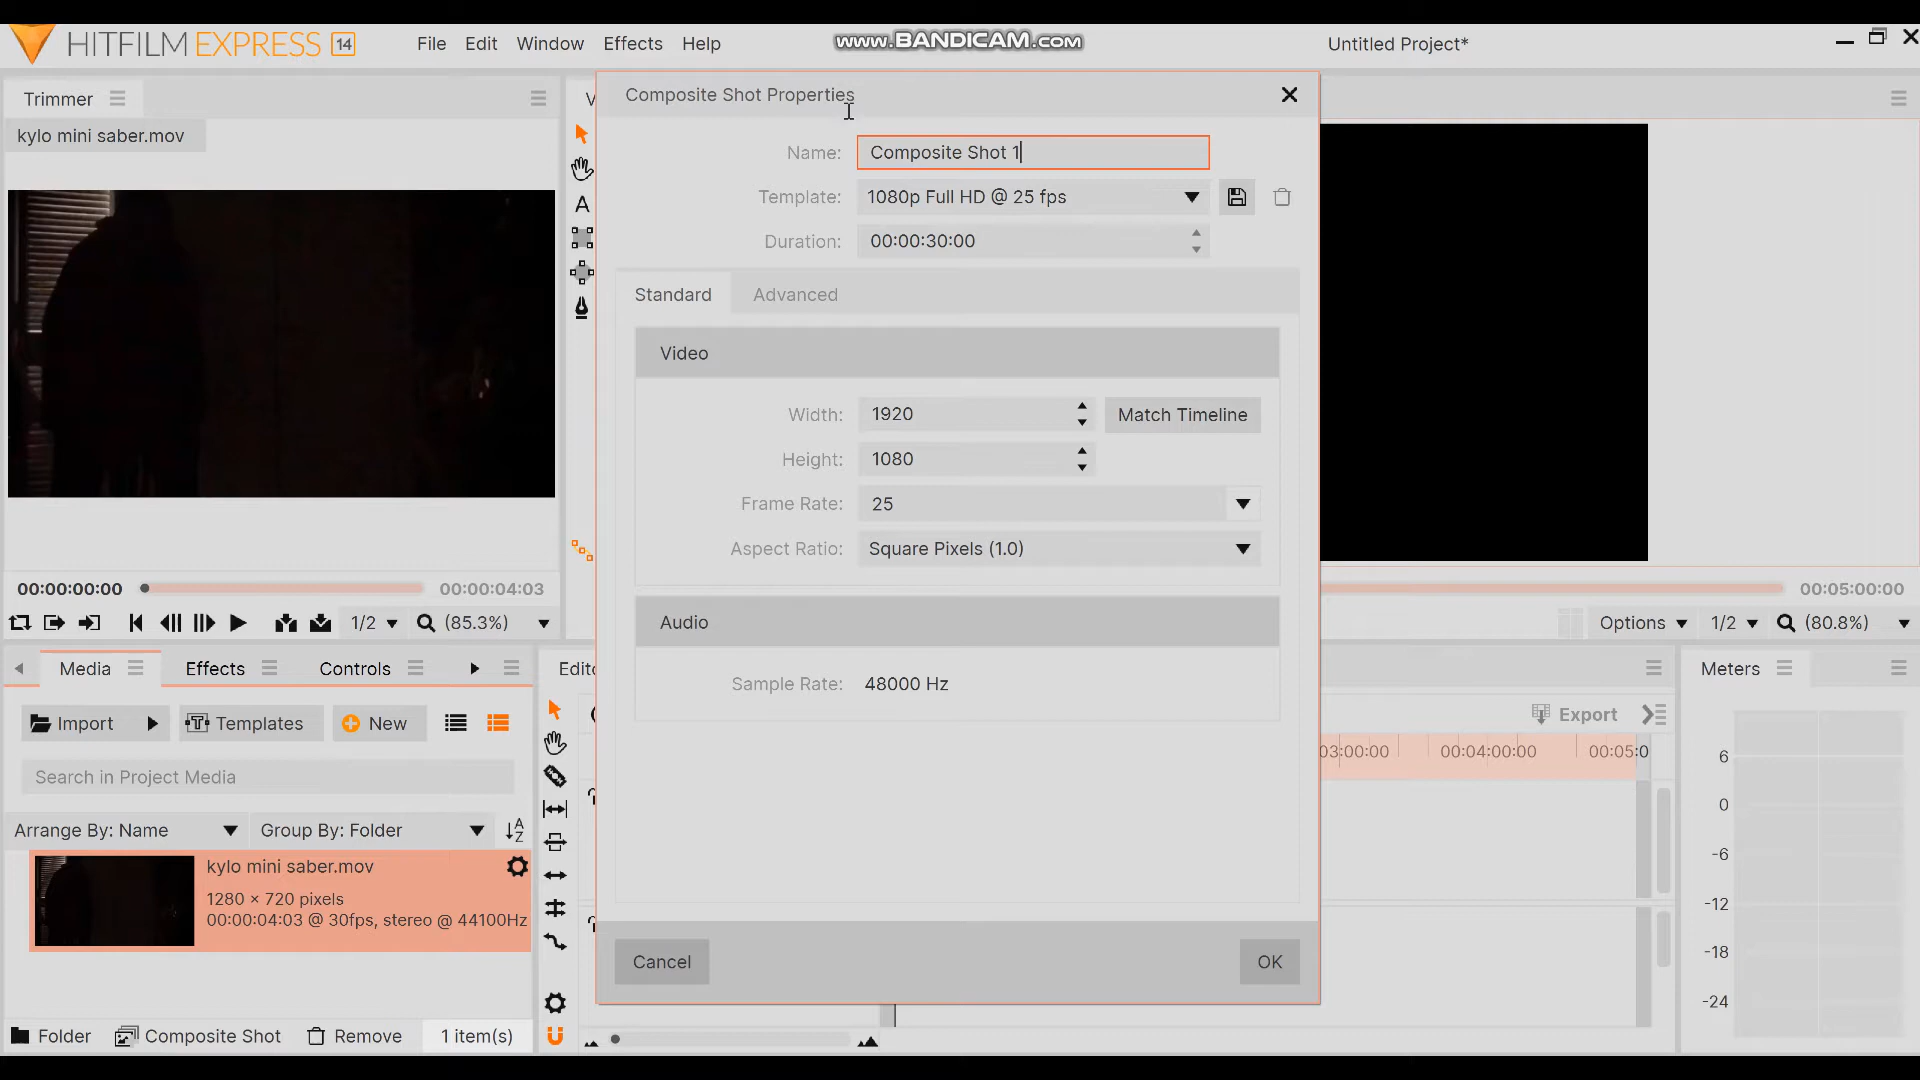 HITFILM EXPRESS 14
File Edit Window Effects Help
www.BANDICAM.com
Untitled Project*
Trimmer
kylo mini saber.mov
Composite Shot Properties
Name: Composite Shot 1
Template: 1080p Full HD @ 25 fps
Duration: 00:00:30:00
Standard Advanced
Video
Width: 1920 Match Timeline
Height: 1080
Frame Rate: 25
Aspect Ratio: Square Pixels (1.0)
Audio
Sample Rate: 48000 Hz
Cancel OK
00:00:00:00 00:00:04:03
1/2 (85.3%)
00:05:00:00
Options 1/2 (80.8%)
Media Effects Controls
Import Templates New
Search in Project Media
Arrange By: Name Group By: Folder
kylo mini saber.mov
1280 × 720 pixels
00:00:04:03 @ 30fps, stereo @ 44100Hz
Folder Composite Shot Remove 1 item(s)
Edito
Export
03:00:00 00:04:00:00 00:05:0
Meters
6
0
-6
-12
-18
-24